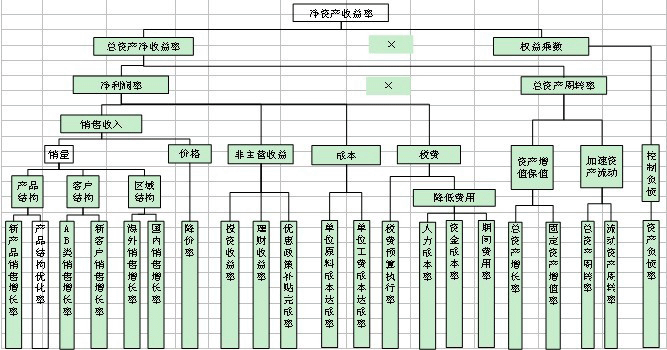 净资产收益率
总资产净收益率
×
权益乘数
净利润率
×
总资产周转率
销售收入
销量
价格
非主营收益
成本
税费
资产增
值保值
加速资
产流动
控制负债
产品
结构
客户
结构
区域
结构
降低费用
新产品销售增长率
产品结构优化率
AB类销售增长率
新客户销售增长率
海外销售增长率
国内销售增长率
降价率
投资收益率
理财收益率
优惠政策补贴完成率
单位原料成本达成率
单位工费成本达成率
税费预算执行率
人力成本率
资金成本率
期间费用率
总资产增长率
固定资产增值率
总资产周转率
流动资产周转率
资产负债率